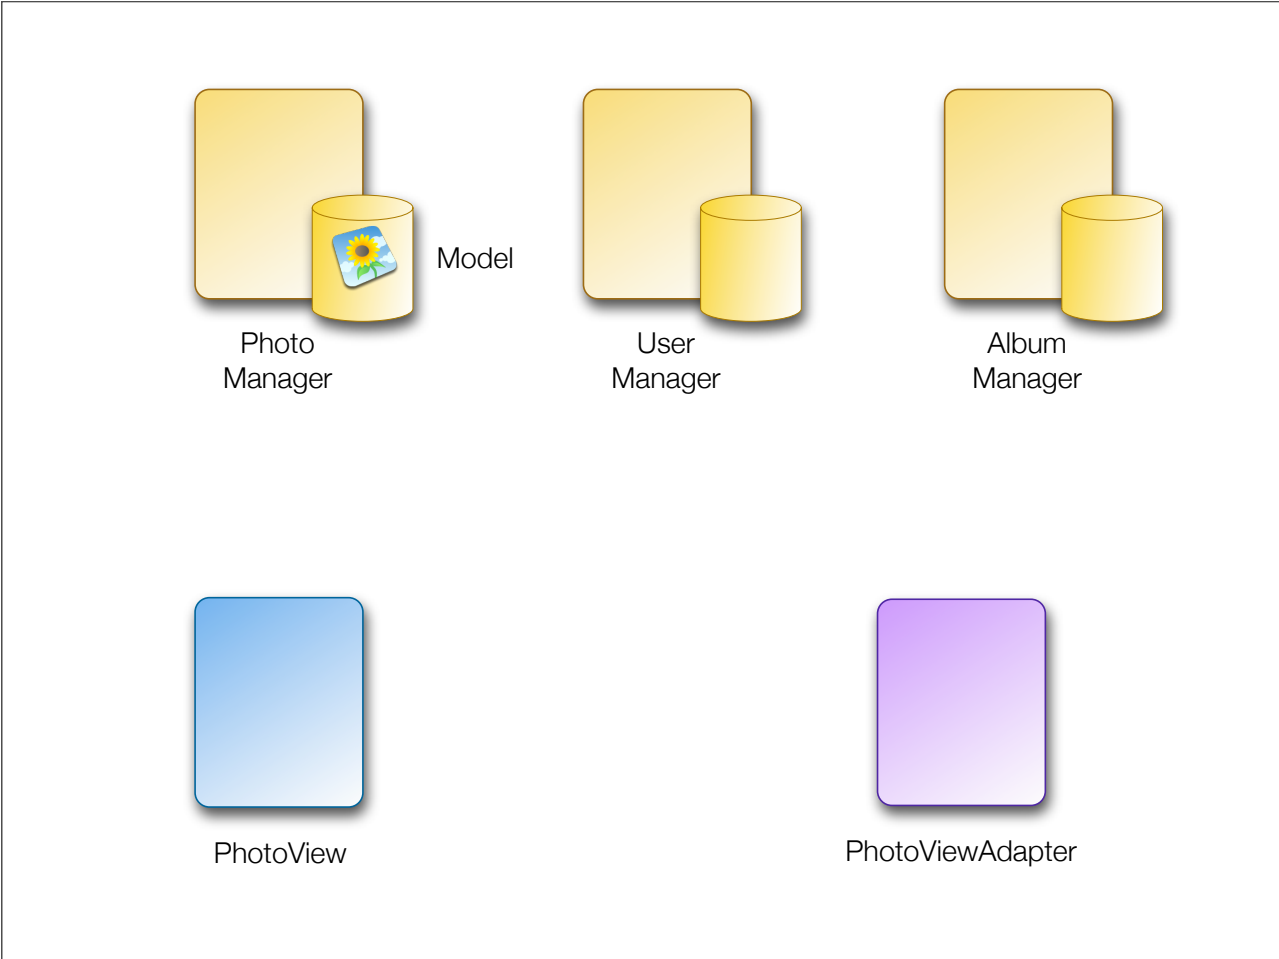 Model
Photo
Manager
User
Manager
Album
Manager
PhotoView
PhotoViewAdapter